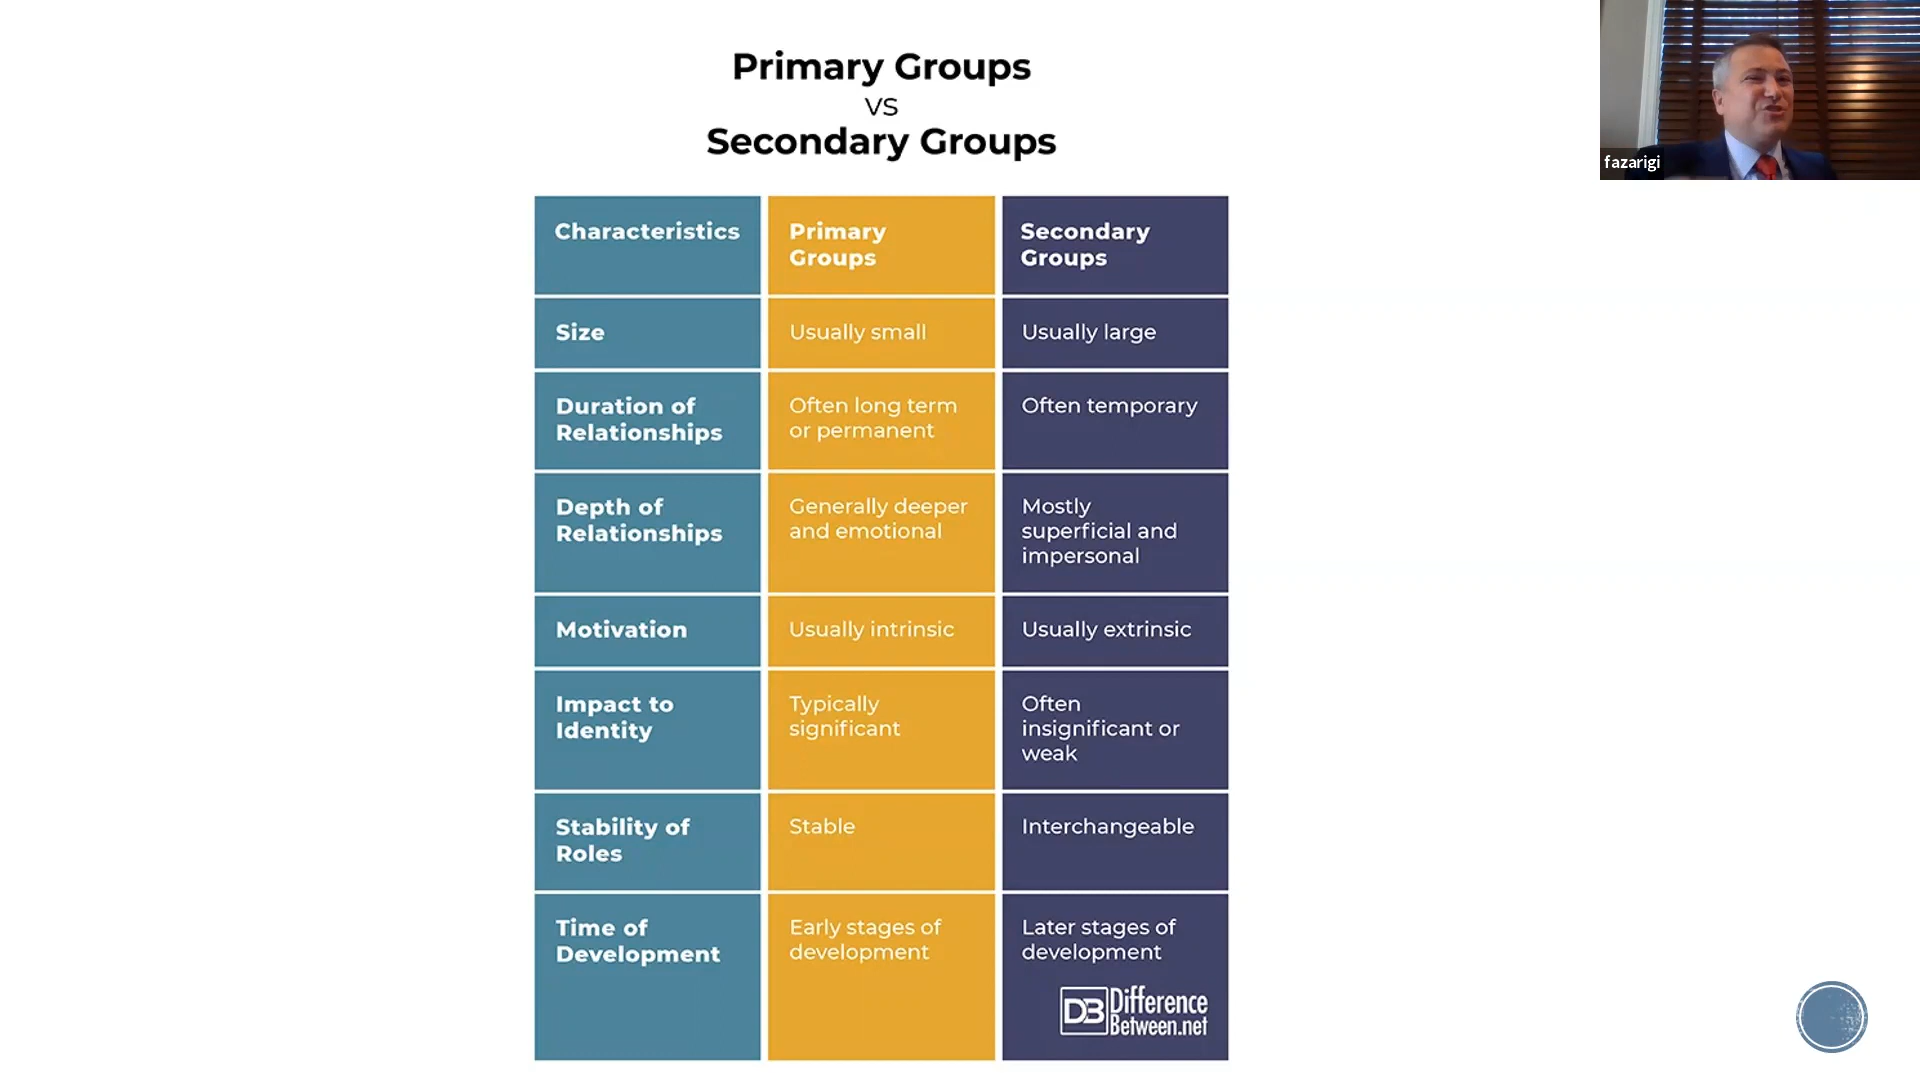 Primary Groups
VS
Secondary Groups
fazarigi
Characteristics
Primary
Groups
Secondary
Groups
Size
Usually small
Usually large
Duration of
Relationships
Often long term
or permanent
Often temporary
Depth of
Relationships
Generally deeper
and emotional
Mostly
superficial and
impersonal
Motivation
Usually intrinsic
Usually extrinsic
Impact to
Identity
Typically
significant
Often
insignificant or
weak
Stability of
Roles
Stable
Interchangeable
Time of
Development
Early stages of
development
Later stages of
development
DB Difference
Between.net